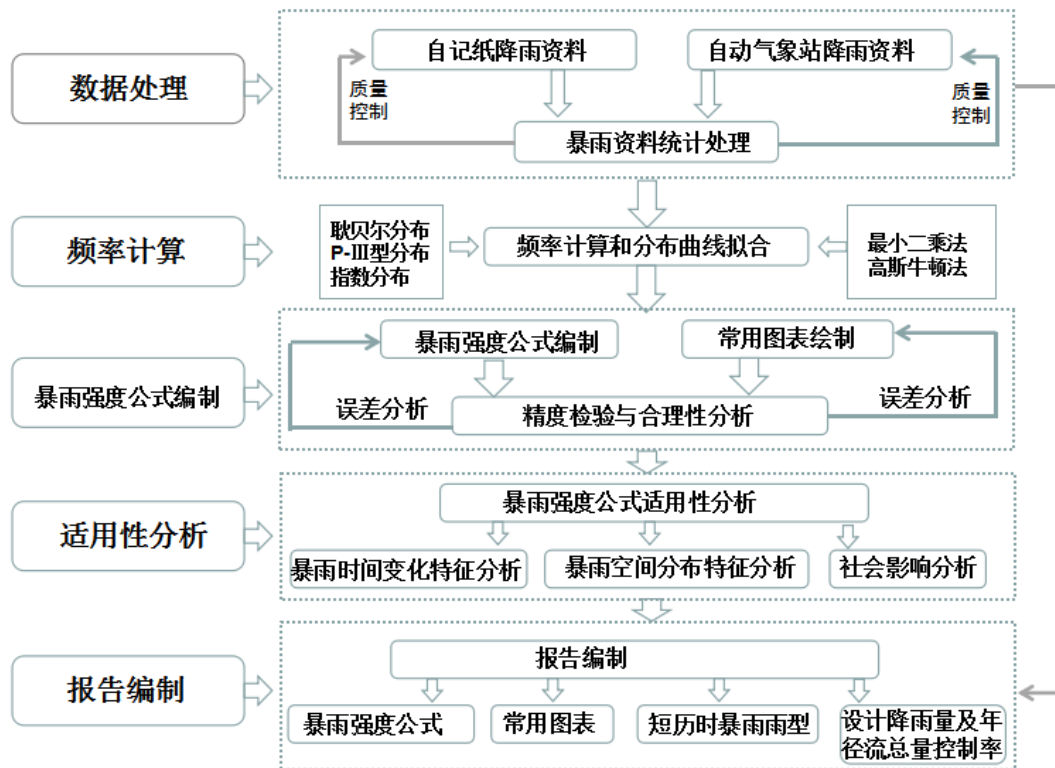 数据处理
自记纸降雨资料
自动气象站降雨资料
质量
控制
质量
控制
暴雨资料统计处理
频率计算
耿贝尔分布
P-III型分布
指数分布
频率计算和分布曲线拟合
最小二乘法
高斯牛顿法
暴雨强度公式编制
暴雨强度公式编制
常用图表绘制
误差分析
精度检验与合理性分析
误差分析
适用性分析
暴雨强度公式适用性分析
暴雨时间变化特征分析
暴雨空间分布特征分析
社会影响分析
报告编制
报告编制
暴雨强度公式
常用图表
短历时暴雨雨型
设计降雨量及年
径流总量控制率